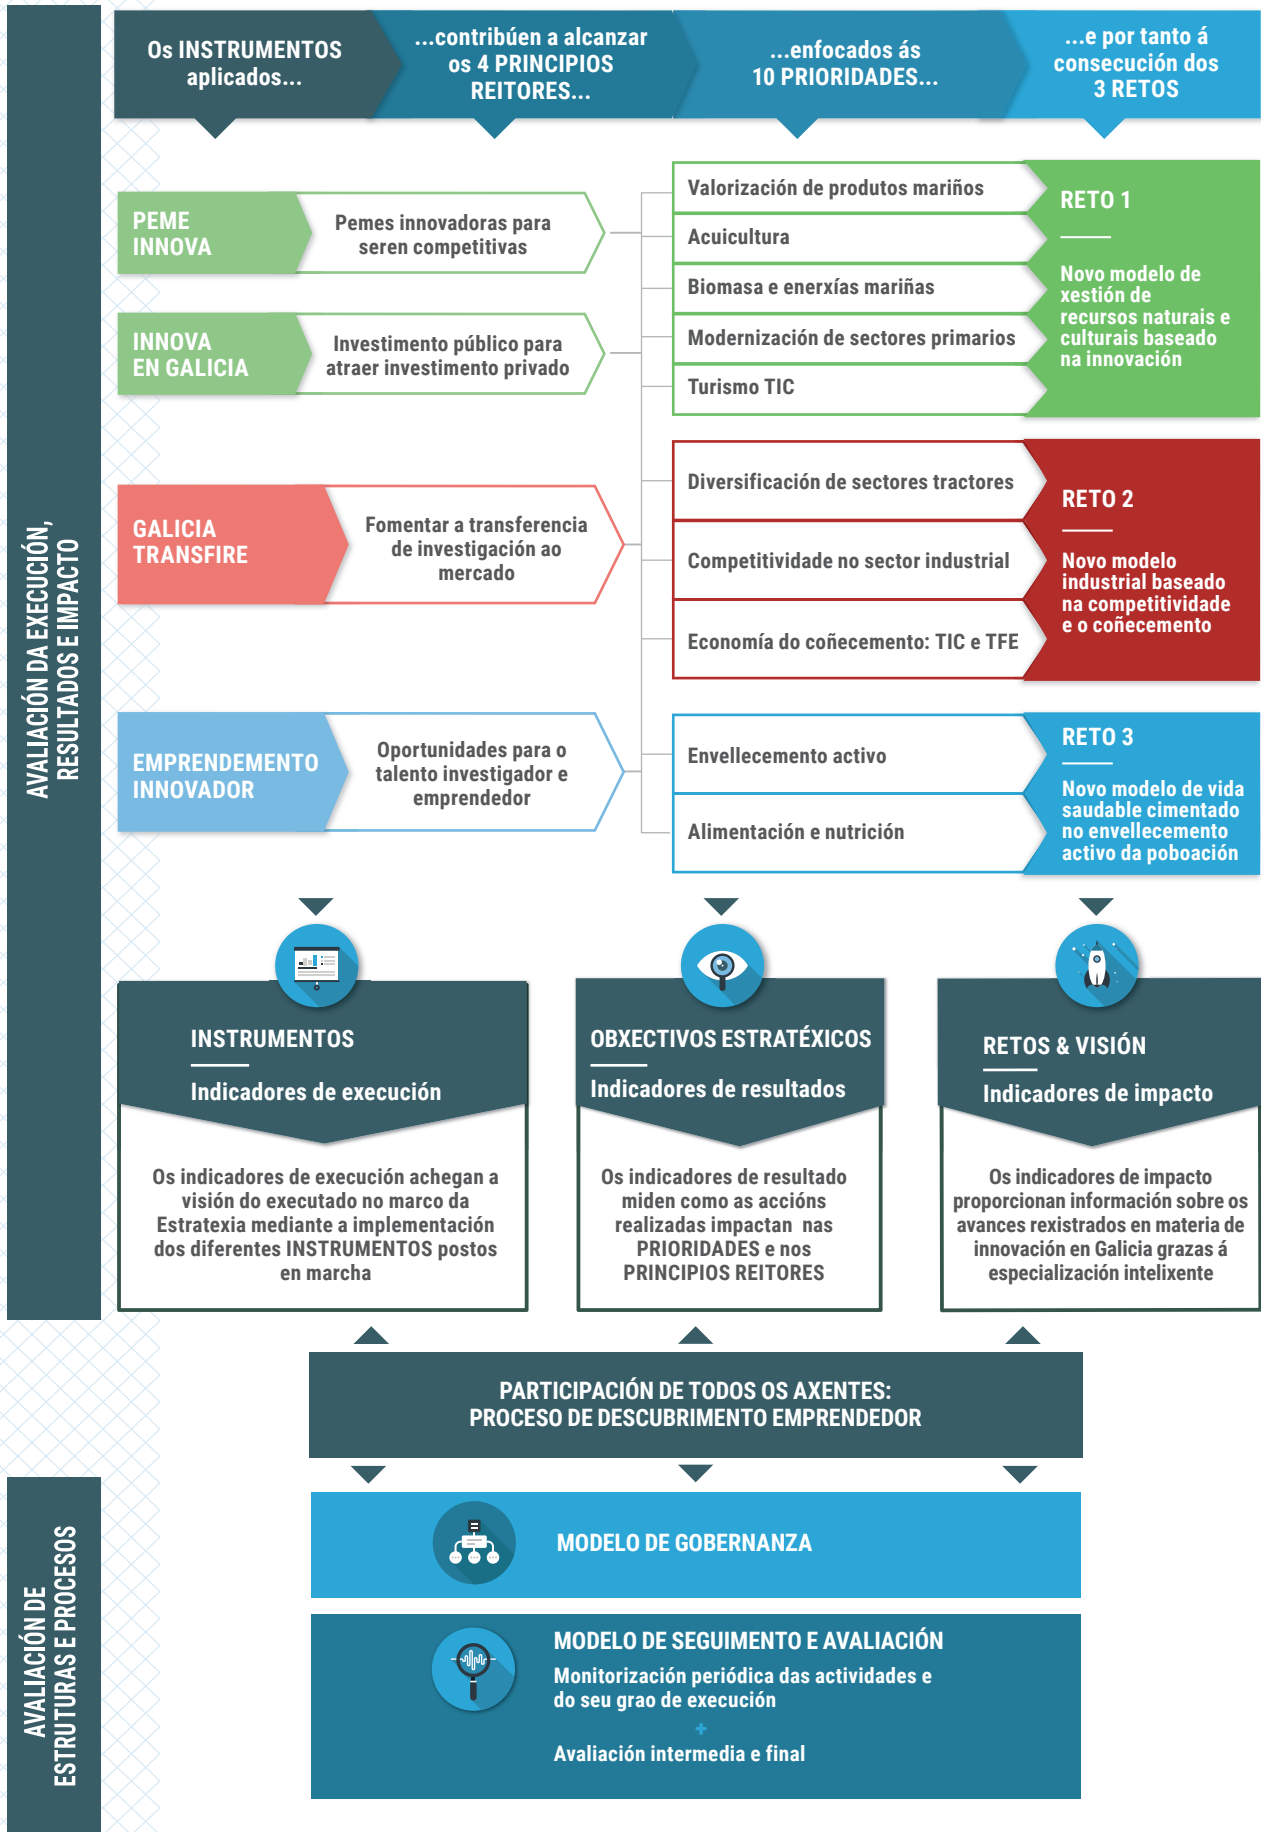 Os INSTRUMENTOS
aplicados...
...contribúen a alcanzar
os 4 PRINCIPIOS
REITORES...
...enfocados ás
10 PRIORIDADES...
...e por tanto á
consecución dos
3 RETOS
AVALIACIÓN DA EXECUCIÓN,
RESULTADOS E IMPACTO
PEME
INNOVA
Pemes innovadoras para
seren competitivas
INNOVA
EN GALICIA
Investimento público para
atraer investimento privado
GALICIA
TRANSFIRE
Fomentar a transferencia
de investigación ao
mercado
EMPRENDEMENTO
INNOVADOR
Oportunidades para o
talento investigador e
emprendedor
Valorización de produtos mariños
Acuicultura
Biomasa e enerxías mariñas
Modernización de sectores primarios
Turismo TIC
RETO 1
Novo modelo de
xestión de
recursos naturais e
culturais baseado
na innovación
Diversificación de sectores tractores
Competitividade no sector industrial
Economía do coñecemento: TIC e TFE
RETO 2
Novo modelo
industrial baseado
na competitividade
e o coñecemento
Envellecemento activo
Alimentación e nutrición
RETO 3
Novo modelo de vida
saudable cimentado
no envellecemento
activo da poboación
INSTRUMENTOS
Indicadores de execución
Os indicadores de execución achegan a
visión do executado no marco da
Estratexia mediante a implementación
dos diferentes INSTRUMENTOS postos
en marcha
OBXECTIVOS ESTRATÉXICOS
Indicadores de resultados
Os indicadores de resultado
miden como as accións
realizadas impactan nas
PRIORIDADES e nos
PRINCIPIOS REITORES
RETOS & VISIÓN
Indicadores de impacto
Os indicadores de impacto
proporcionan información sobre os
avances rexistrados en materia de
innovación en Galicia grazas á
especialización intelixente
PARTICIPACIÓN DE TODOS OS AXENTES:
PROCESO DE DESCUBRIMENTO EMPRENDEDOR
AVALIACIÓN DE
ESTRUTURAS E PROCESOS
MODELO DE GOBERNANZA
MODELO DE SEGUIMENTO E AVALIACIÓN
Monitorización periódica das actividades e
do seu grao de execución
+
Avaliación intermedia e final